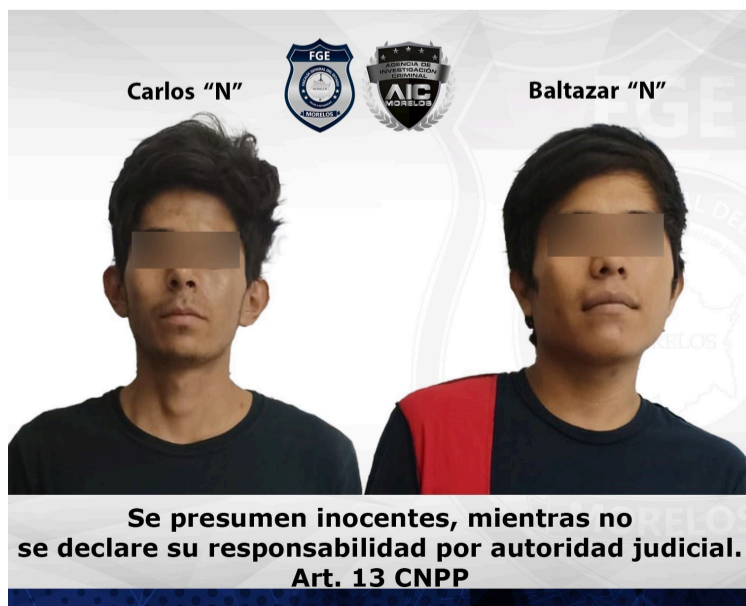 Carlos “N”
FGE
MORELOS
AGENCIA DE
INVESTIGACIÓN
CRIMINAL
AIC
MORELOS
Baltazar “N”
Se presumen inocentes, mientras no
se declare su responsabilidad por autoridad judicial.
Art. 13 CNPP